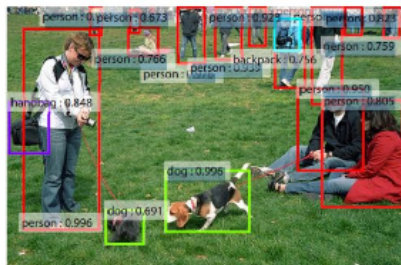 person : 0.673
person : 0.929
person : 0.823
person : 0.766
backpack : 0.756
person : 0.759
handbag : 0.848
person : 0.950
person : 0.805
dog : 0.996
dog : 0.691
person : 0.996